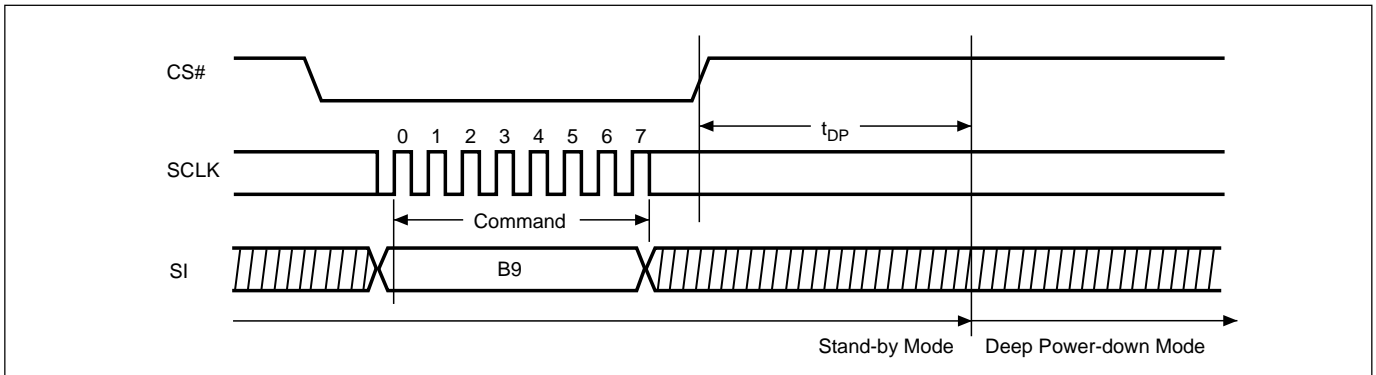 CS#
tDP
0 1 2 3 4 5 6 7
SCLK
Command
SI
B9
Stand-by Mode
Deep Power-down Mode